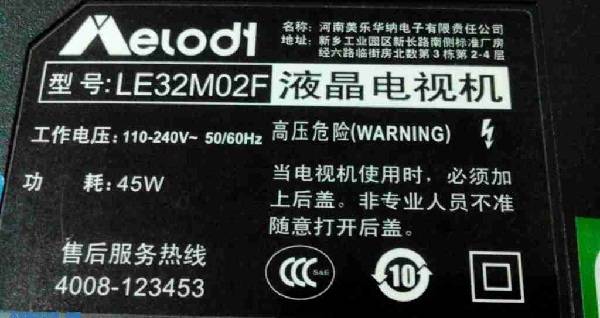 Melodi
名称: 河南美乐华纳电子有限责任公司
地址: 新乡工业园区新长路南侧标准厂房
经六路临街房北数第3栋第2-4层
型号: LE32M02F 液晶电视机
工作电压: 110-240V~ 50/60Hz
高压危险(WARNING)
功 耗: 45W
当电视机使用时, 必须加
上后盖。非专业人员不准
随意打开后盖。
售后服务热线
4008-123453
CCC S&E
10